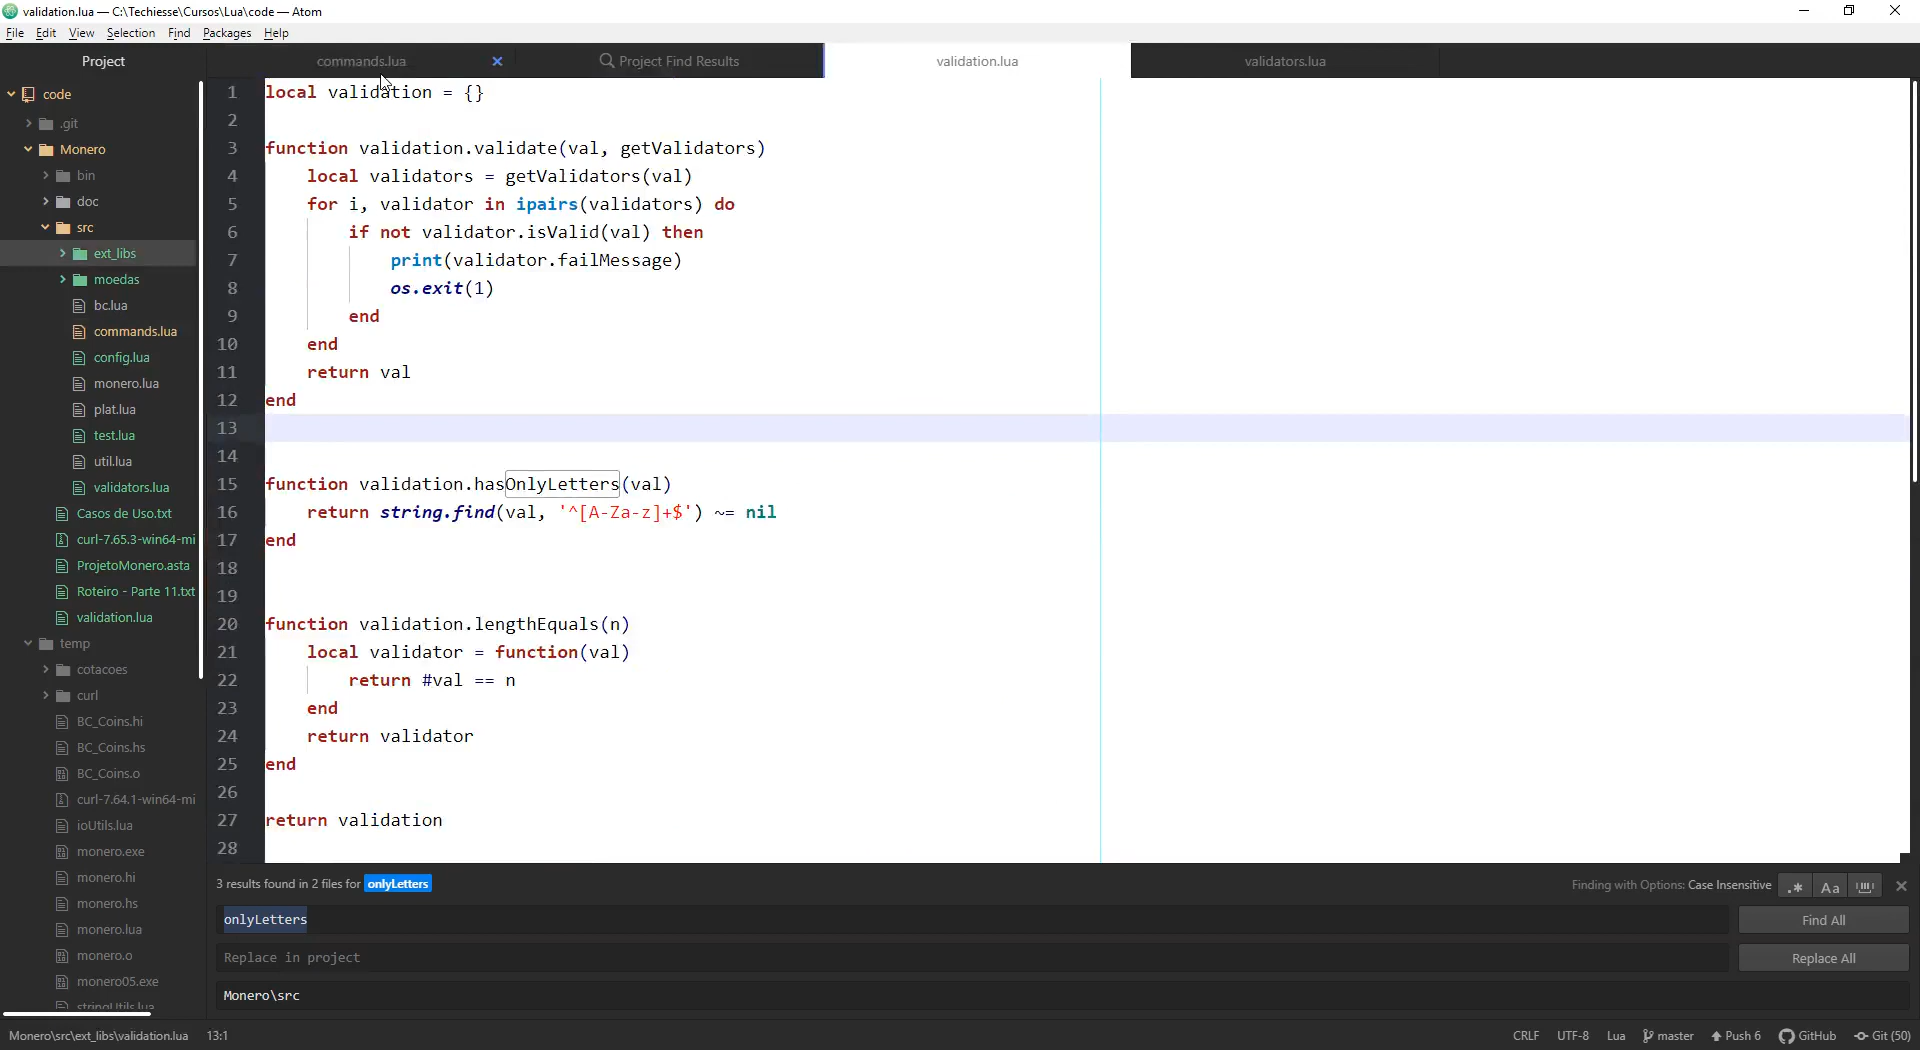 validation.lua — C:\Techiesse\Cursos\Lua\code — Atom
File Edit View Selection Find Packages Help
Project
commands.lua
Project Find Results
validation.lua
validators.lua
code
.git
Monero
bin
doc
src
ext_libs
moedas
bc.lua
commands.lua
config.lua
monero.lua
plat.lua
test.lua
util.lua
validators.lua
Casos de Uso.txt
curl-7.65.3-win64-mi
ProjetoMonero.asta
Roteiro - Parte 11.txt
validation.lua
temp
cotacoes
curl
BC_Coins.hi
BC_Coins.hs
BC_Coins.o
curl-7.64.1-win64-mi
ioUtils.lua
monero.exe
monero.hi
monero.hs
monero.lua
monero.o
monero05.exe
stringUtils.lua
1 local validation = {}
2
3 function validation.validate(val, getValidators)
4     local validators = getValidators(val)
5     for i, validator in ipairs(validators) do
6         if not validator.isValid(val) then
7             print(validator.failMessage)
8             os.exit(1)
9         end
10     end
11     return val
12 end
13
14
15 function validation.hasOnlyLetters(val)
16     return string.find(val, '^[A-Za-z]+$') ~= nil
17 end
18
19
20 function validation.lengthEquals(n)
21     local validator = function(val)
22         return #val == n
23     end
24     return validator
25 end
26
27 return validation
28
3 results found in 2 files for onlyLetters
Finding with Options: Case Insensitive
.* Aa
onlyLetters
Find All
Replace in project
Replace All
Monero\src
Monero\src\ext_libs\validation.lua 13:1
CRLF UTF-8 Lua master Push 6 GitHub Git (50)